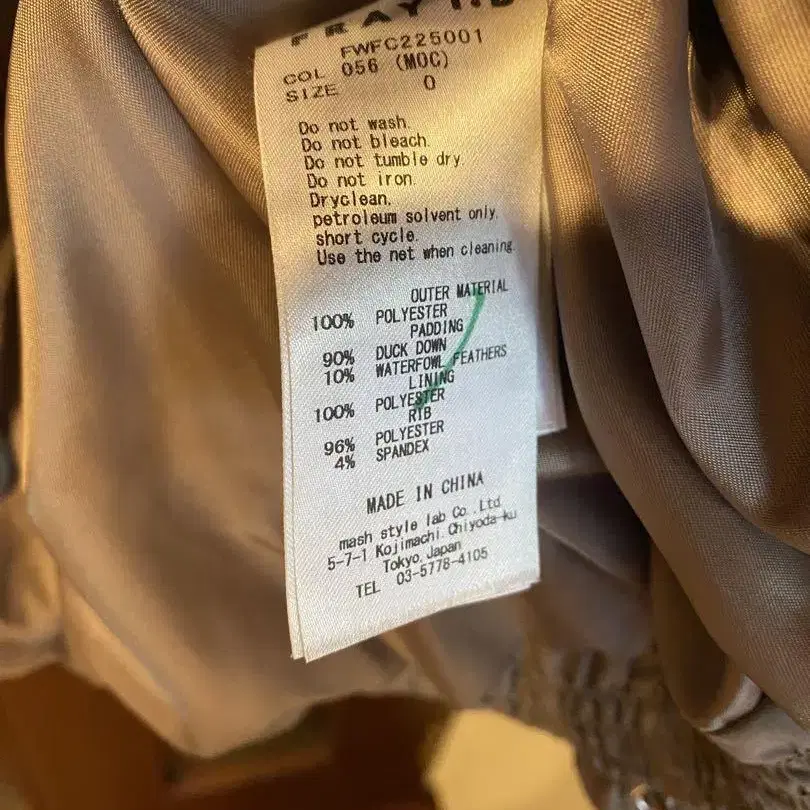 FRAY I.D
FWFC225001
COL 056 (MOC)
SIZE 0
Do not wash.
Do not bleach.
Do not tumble dry.
Do not iron.
Dryclean,
petroleum solvent only.
short cycle.
Use the net when cleaning.
OUTER MATERIAL
100% POLYESTER
PADDING
90% DUCK DOWN
10% WATERFOWL FEATHERS
LINING
100% POLYESTER
RIB
96% POLYESTER
4% SPANDEX
MADE IN CHINA
mash style lab Co.,Ltd.
5-7-1 Kojimachi, Chiyoda-ku
Tokyo, Japan
TEL 03-5778-4105